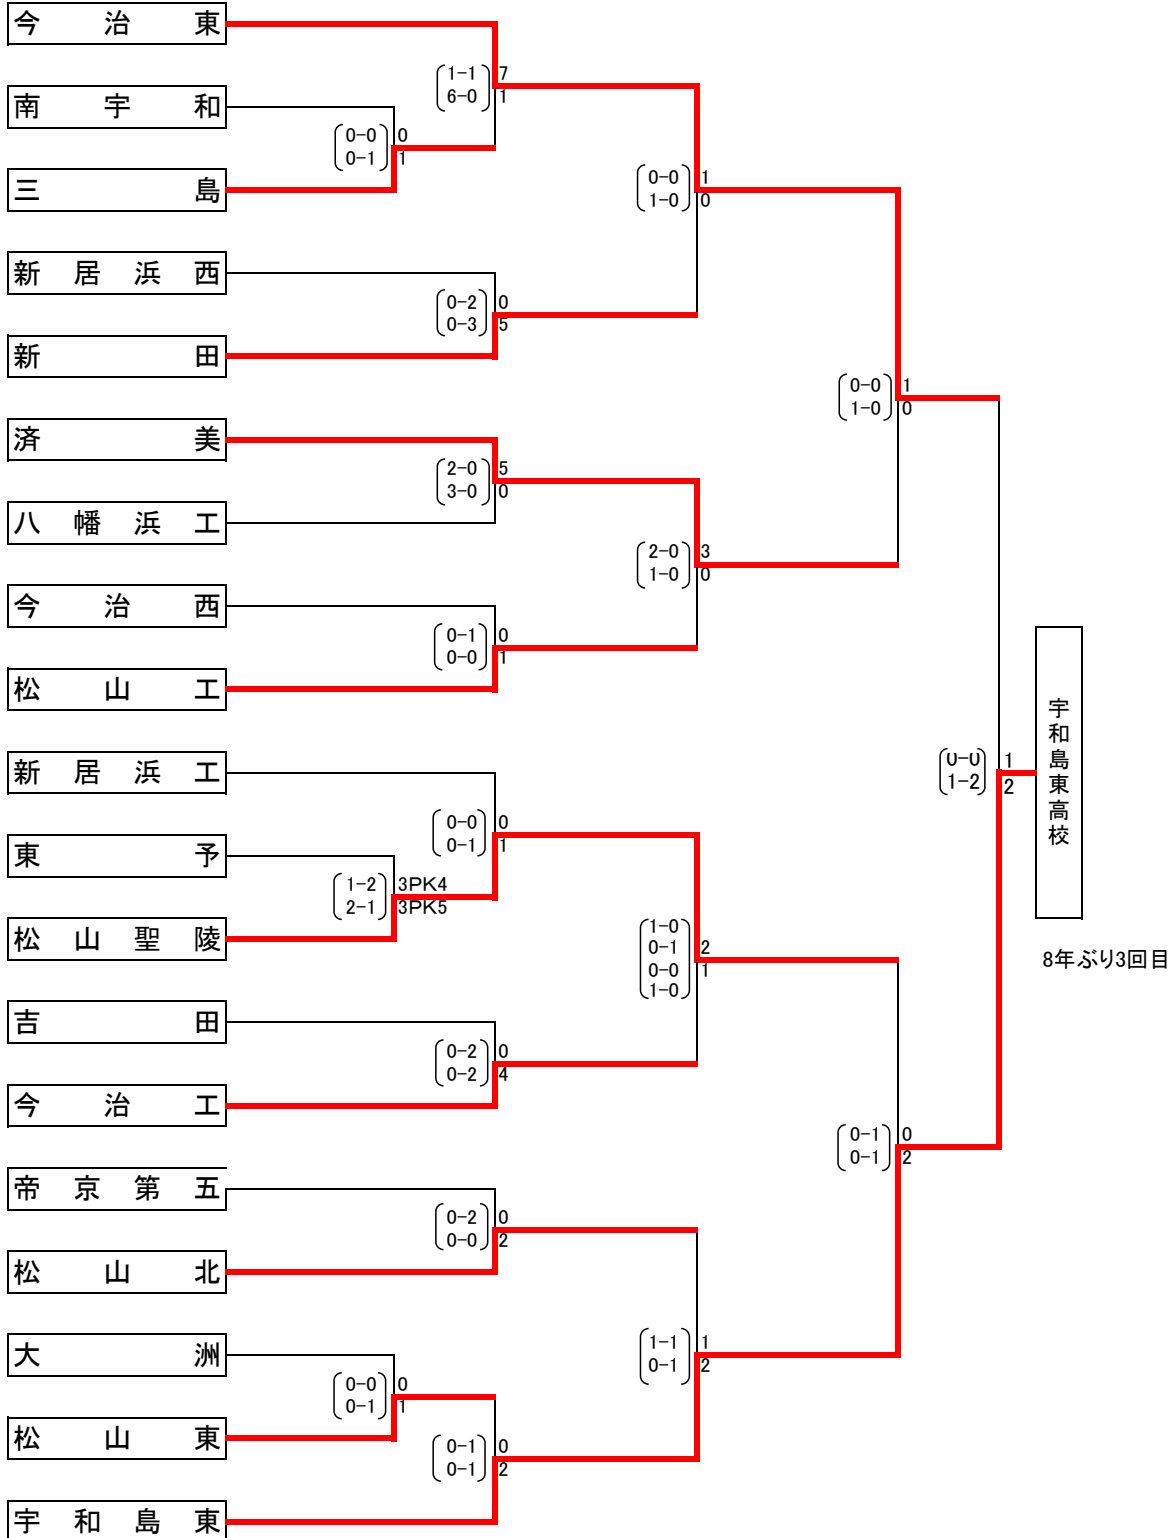 今治東
1-1 7
6-0 1
南宇和
0-0 0
0-1 1
三島
0-0 1
1-0 0
新居浜西
0-2 0
0-3 5
新田
0-0 1
1-0 0
済美
2-0 5
3-0 0
八幡浜工
2-0 3
1-0 0
今治西
0-1 0
0-0 1
松山工
宇和島東高校
0-0 1
1-2 2
新居浜工
0-0 0
0-1 1
東予
1-2 3PK4
2-1 3PK5
松山聖陵
1-0
0-1 2
0-0 1
1-0
8年ぶり3回目
吉田
0-2 0
0-2 4
今治工
0-1 0
0-1 2
帝京第五
0-2 0
0-0 2
松山北
大洲
1-1 1
0-1 2
0-0 0
0-1 1
松山東
0-1 0
0-1 2
宇和島東